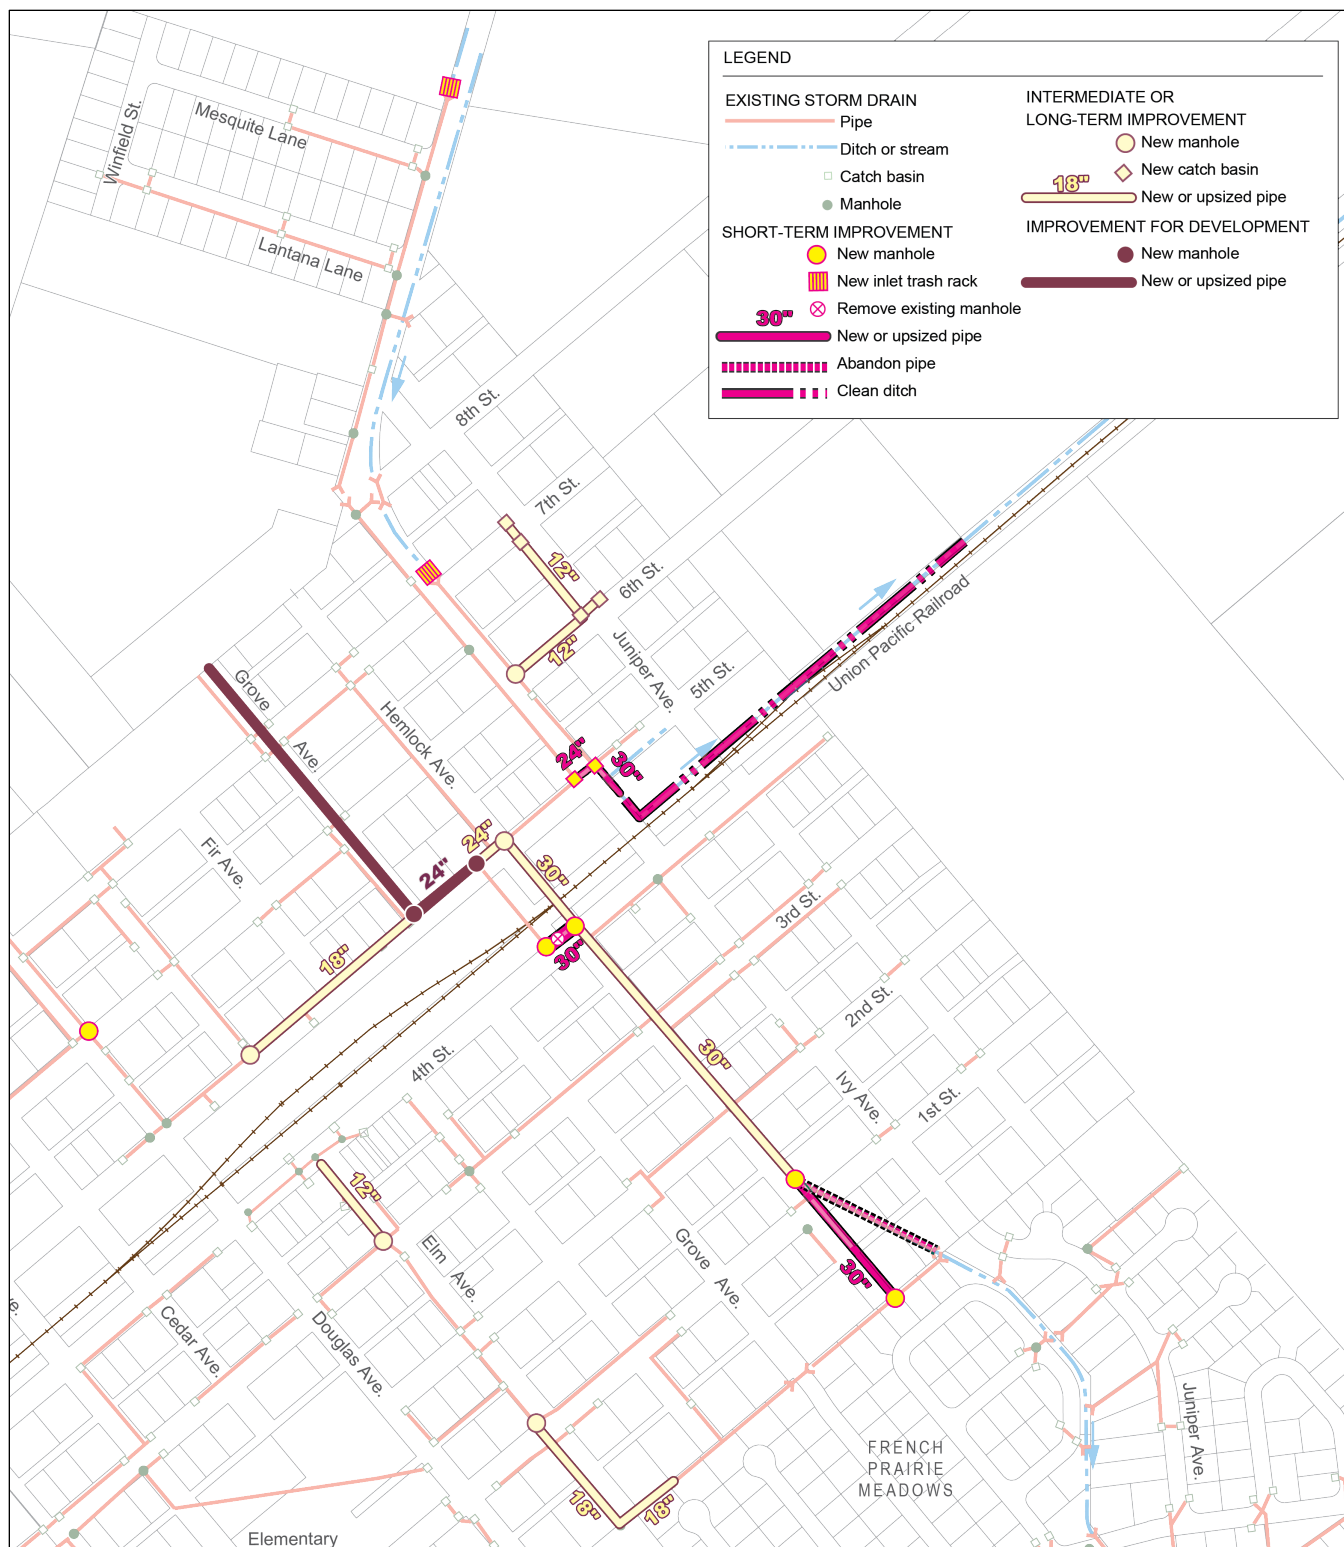 LEGEND
EXISTING STORM DRAIN
Pipe
Ditch or stream
Catch basin
Manhole
SHORT-TERM IMPROVEMENT
New manhole
New inlet trash rack
Remove existing manhole
30"
New or upsized pipe
Abandon pipe
Clean ditch
INTERMEDIATE OR
LONG-TERM IMPROVEMENT
New manhole
New catch basin
18"
New or upsized pipe
IMPROVEMENT FOR DEVELOPMENT
New manhole
New or upsized pipe
Winfield St.
Mesquite Lane
Lantana Lane
8th St.
7th St.
12"
6th St.
12"
Juniper Ave.
5th St.
Union Pacific Railroad
Grove
Ave.
Hemlock Ave.
24"
30"
Fir Ave.
24"
24"
30"
3rd St.
18"
30"
2nd St.
4th St.
30"
Ivy Ave.
1st St.
12"
Elm
Ave.
Grove
Ave.
30"
ve.
Cedar Ave.
Douglas Ave.
Juniper Ave.
FRENCH
PRAIRIE
MEADOWS
18"
18"
Elementary